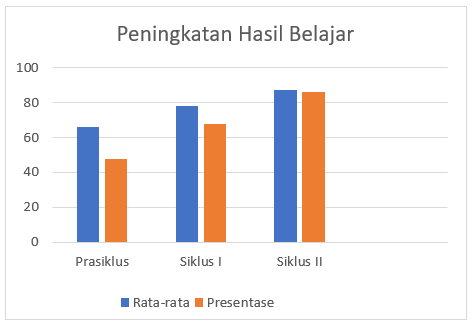 Peningkatan Hasil Belajar
100
80
60
40
20
0
Prasiklus Siklus I Siklus II
Rata-rata Presentase